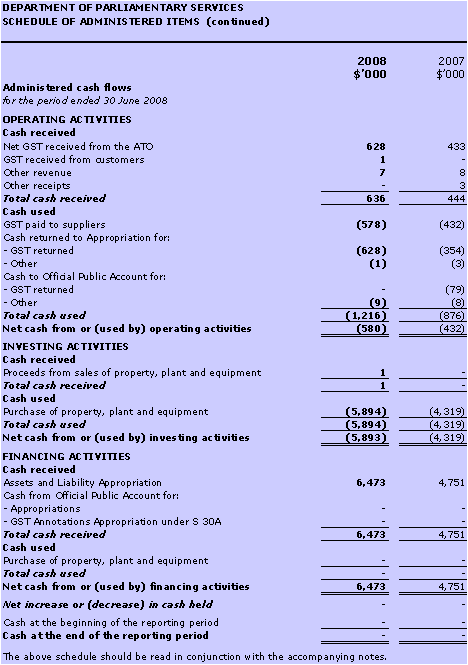 DEPARTMENT OF PARLIAMENTARY SERVICES
SCHEDULE OF ADMINISTERED ITEMS (continued)
2008 2007
$'000 $'000
Administered cash flows
for the period ended 30 June 2008
OPERATING ACTIVITIES
Cash received
Net GST received from the ATO 628 433
GST received from customers 1 -
Other revenue 7 8
Other receipts - 3
Total cash received 636 444
Cash used
GST paid to suppliers (578) (432)
Cash returned to Appropriation for:
- GST returned (628) (354)
- Other (1) (3)
Cash to Official Public Account for:
- GST returned - (79)
- Other (9) (8)
Total cash used (1,216) (876)
Net cash from or (used by) operating activities (580) (432)
INVESTING ACTIVITIES
Cash received
Proceeds from sales of property, plant and equipment 1 -
Total cash received 1 -
Cash used
Purchase of property, plant and equipment (5,894) (4,319)
Total cash used (5,894) (4,319)
Net cash from or (used by) investing activities (5,893) (4,319)
FINANCING ACTIVITIES
Cash received
Assets and Liability Appropriation 6,473 4,751
Cash from Official Public Account for:
- Appropriations - -
- GST Annotations Appropriation under S 30A - -
Total cash received 6,473 4,751
Cash used
Purchase of property, plant and equipment - -
Total cash used - -
Net cash from or (used by) financing activities 6,473 4,751
Net increase or (decrease) in cash held - -
Cash at the beginning of the reporting period - -
Cash at the end of the reporting period - -
The above schedule should be read in conjunction with the accompanying notes.